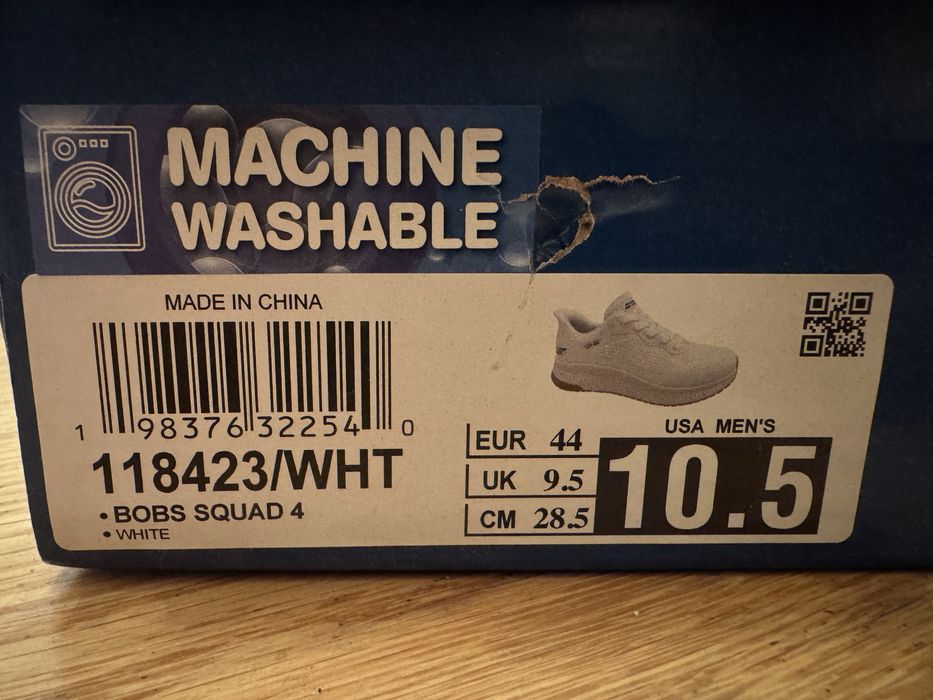 MACHINE
WASHABLE
MADE IN CHINA
1 98376 32254 0
118423/WHT
• BOBS SQUAD 4
• WHITE
EUR 44
UK 9.5
CM 28.5
USA MEN'S
10.5